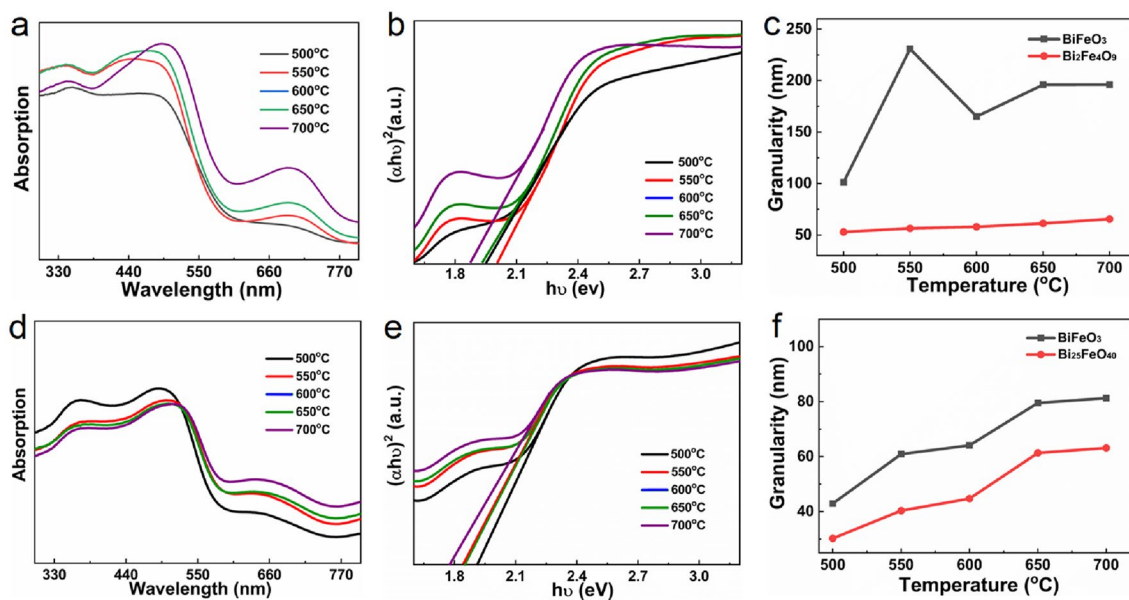 a
Absorption
500°C
550°C
600°C
650°C
700°C
330 440 550 660 770
Wavelength (nm)
b
(αhυ)²(a.u.)
500°C
550°C
600°C
650°C
700°C
1.8 2.1 2.4 2.7 3.0
hυ (ev)
c
Granularity (nm)
250
200
150
100
50
BiFeO₃
Bi₂Fe₄O₉
500 550 600 650 700
Temperature (°C)
d
Absorption
500°C
550°C
600°C
650°C
700°C
330 440 550 660 770
Wavelength (nm)
e
(αhυ)² (a.u.)
500°C
550°C
600°C
650°C
700°C
1.8 2.1 2.4 2.7 3.0
hυ (eV)
f
Granularity (nm)
100
80
60
40
BiFeO₃
Bi₂₅FeO₄₀
500 550 600 650 700
Temperature (°C)